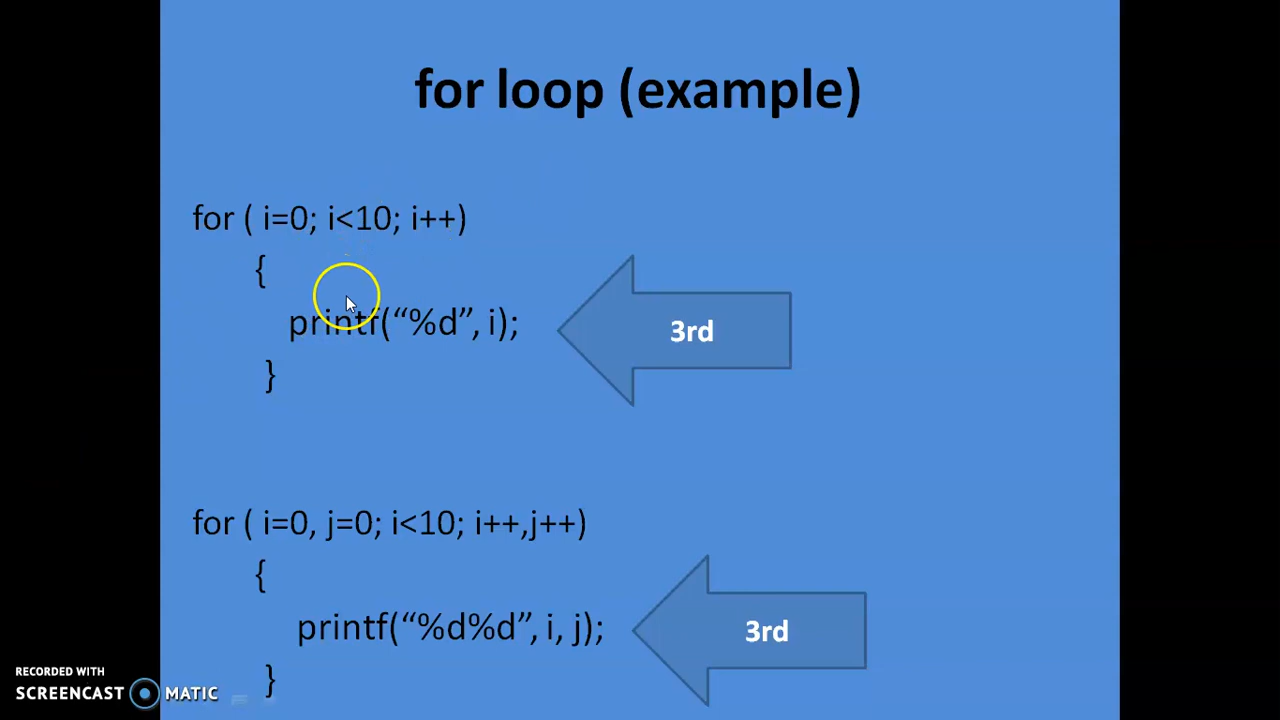 for loop (example)
for ( i=0; i<10; i++)
{
printf(“%d”, i);
3rd
}
for ( i=0, j=0; i<10; i++,j++)
{
printf(“%d%d”, i, j);
3rd
}
RECORDED WITH
SCREENCAST MATIC